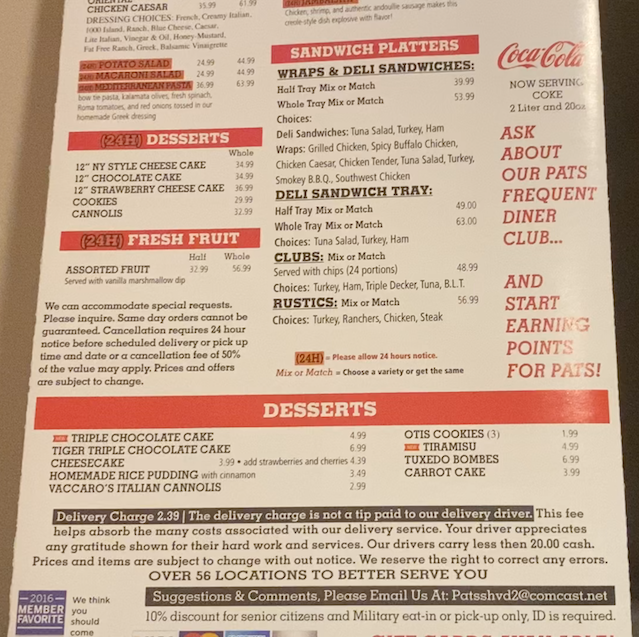 CHICKEN CAESAR 35.99 61.99
DRESSING CHOICES: French, Creamy Italian,
1000 Island, Ranch, Blue Cheese, Caesar,
Lite Italian, Vinegar & Oil, Honey-Mustard,
Fat Free Ranch, Greek, Balsamic Vinaigrette
(24H) POTATO SALAD 24.99 44.99
(24H) MACARONI SALAD 24.99 44.99
(24H) MEDITERRANEAN PASTA 36.99 63.99
bow tie pasta, kalamata olives, fresh spinach,
Roma tomatoes, and red onions tossed in our
homemade Greek dressing
(24H) DESSERTS
Whole
12" NY STYLE CHEESE CAKE 34.99
12" CHOCOLATE CAKE 34.99
12" STRAWBERRY CHEESE CAKE 36.99
COOKIES 29.99
CANNOLIS 32.99
(24H) FRESH FRUIT
Half Whole
ASSORTED FRUIT 32.99 56.99
Served with vanilla marshmallow dip
We can accommodate special requests.
Please inquire. Same day orders cannot be
guaranteed. Cancellation requires 24 hour
notice before scheduled delivery or pick up
time and date or a cancellation fee of 50%
of the value may apply. Prices and offers
are subject to change.
Chicken, shrimp, and authentic andouille sausage makes this
creole-style dish explosive with flavor!
SANDWICH PLATTERS
WRAPS & DELI SANDWICHES:
Half Tray Mix or Match 39.99
Whole Tray Mix or Match 53.99
Choices:
Deli Sandwiches: Tuna Salad, Turkey, Ham
Wraps: Grilled Chicken, Spicy Buffalo Chicken,
Chicken Caesar, Chicken Tender, Tuna Salad, Turkey,
Smokey B.B.Q., Southwest Chicken
DELI SANDWICH TRAY:
Half Tray Mix or Match 49.00
Whole Tray Mix or Match 63.00
Choices: Tuna Salad, Turkey, Ham
CLUBS: Mix or Match
Served with chips (24 portions) 48.99
Choices: Turkey, Ham, Triple Decker, Tuna, B.L.T.
RUSTICS: Mix or Match 56.99
Choices: Turkey, Ranchers, Chicken, Steak
(24H) = Please allow 24 hours notice.
Mix or Match = Choose a variety or get the same
Coca-Cola
NOW SERVING
COKE
2 Liter and 20oz
ASK
ABOUT
OUR PATS
FREQUENT
DINER
CLUB...
AND
START
EARNING
POINTS
FOR PATS!
DESSERTS
TRIPLE CHOCOLATE CAKE 4.99
TIGER TRIPLE CHOCOLATE CAKE 6.99
CHEESECAKE 3.99 • add strawberries and cherries 4.39
HOMEMADE RICE PUDDING with cinnamon 3.49
VACCARO'S ITALIAN CANNOLIS 2.99
OTIS COOKIES (3) 1.99
TIRAMISU 4.99
TUXEDO BOMBES 6.99
CARROT CAKE 3.99
Delivery Charge 2.39 | The delivery charge is not a tip paid to our delivery driver. This fee
helps absorb the many costs associated with our delivery service. Your driver appreciates
any gratitude shown for their hard work and services. Our drivers carry less then 20.00 cash.
Prices and items are subject to change with out notice. We reserve the right to correct any errors.
OVER 56 LOCATIONS TO BETTER SERVE YOU
Suggestions & Comments, Please Email Us At: Patsshvd2@comcast.net
10% discount for senior citizens and Military eat-in or pick-up only, ID is required.
2016
MEMBER
FAVORITE
We think
you
should
come